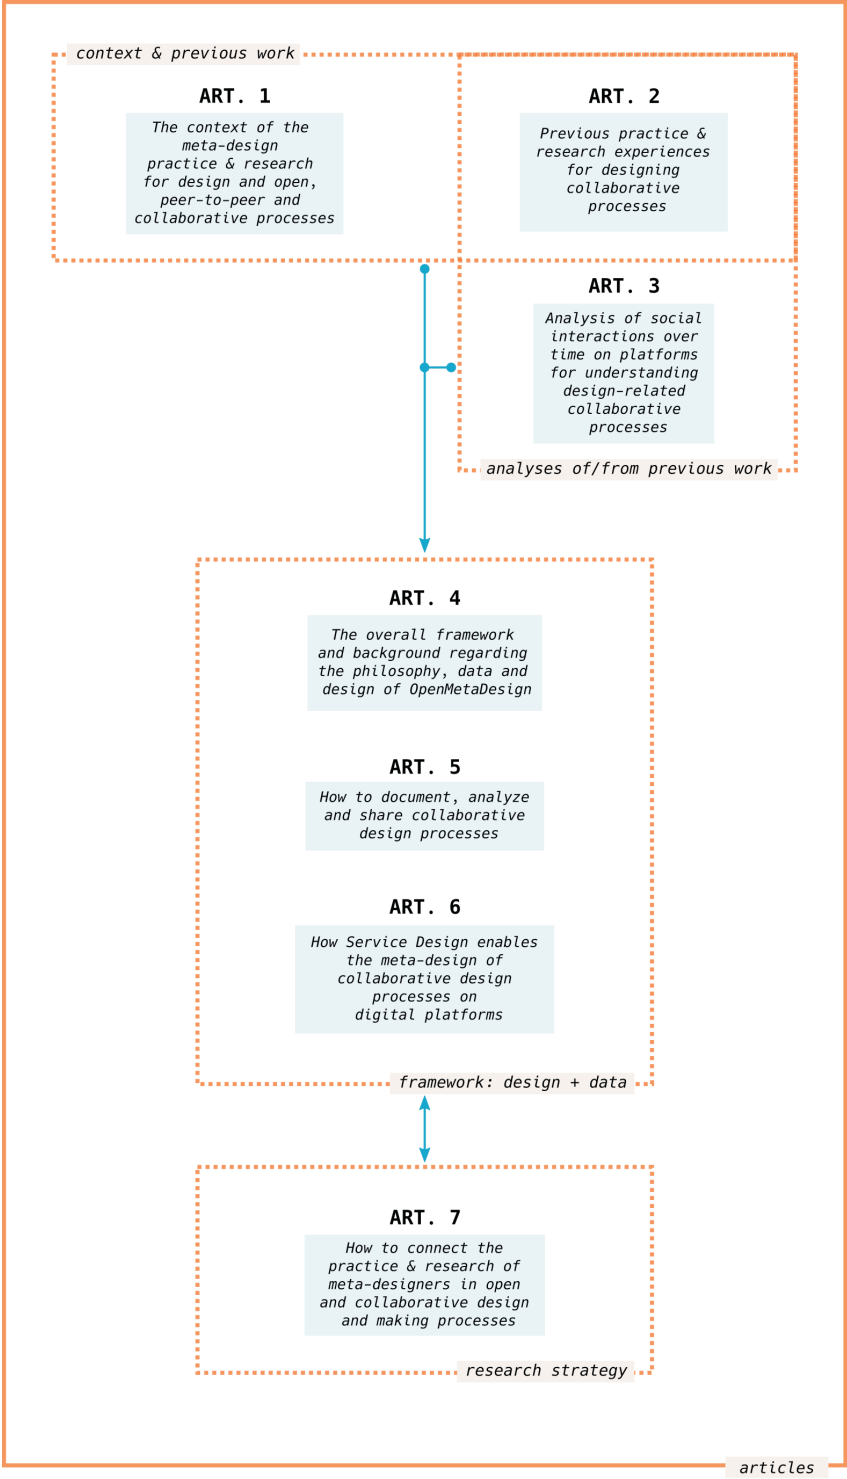 context & previous work
ART. 1
The context of the
meta-design
practice & research
for design and open,
peer-to-peer and
collaborative processes
ART. 2
Previous practice &
research experiences
for designing
collaborative
processes
ART. 3
Analysis of social
interactions over
time on platforms
for understanding
design-related
collaborative
processes
analyses of/from previous work
ART. 4
The overall framework
and background regarding
the philosophy, data and
design of OpenMetaDesign
ART. 5
How to document, analyze
and share collaborative
design processes
ART. 6
How Service Design enables
the meta-design of
collaborative design
processes on
digital platforms
framework: design + data
ART. 7
How to connect the
practice & research of
meta-designers in open
and collaborative design
and making processes
research strategy
articles